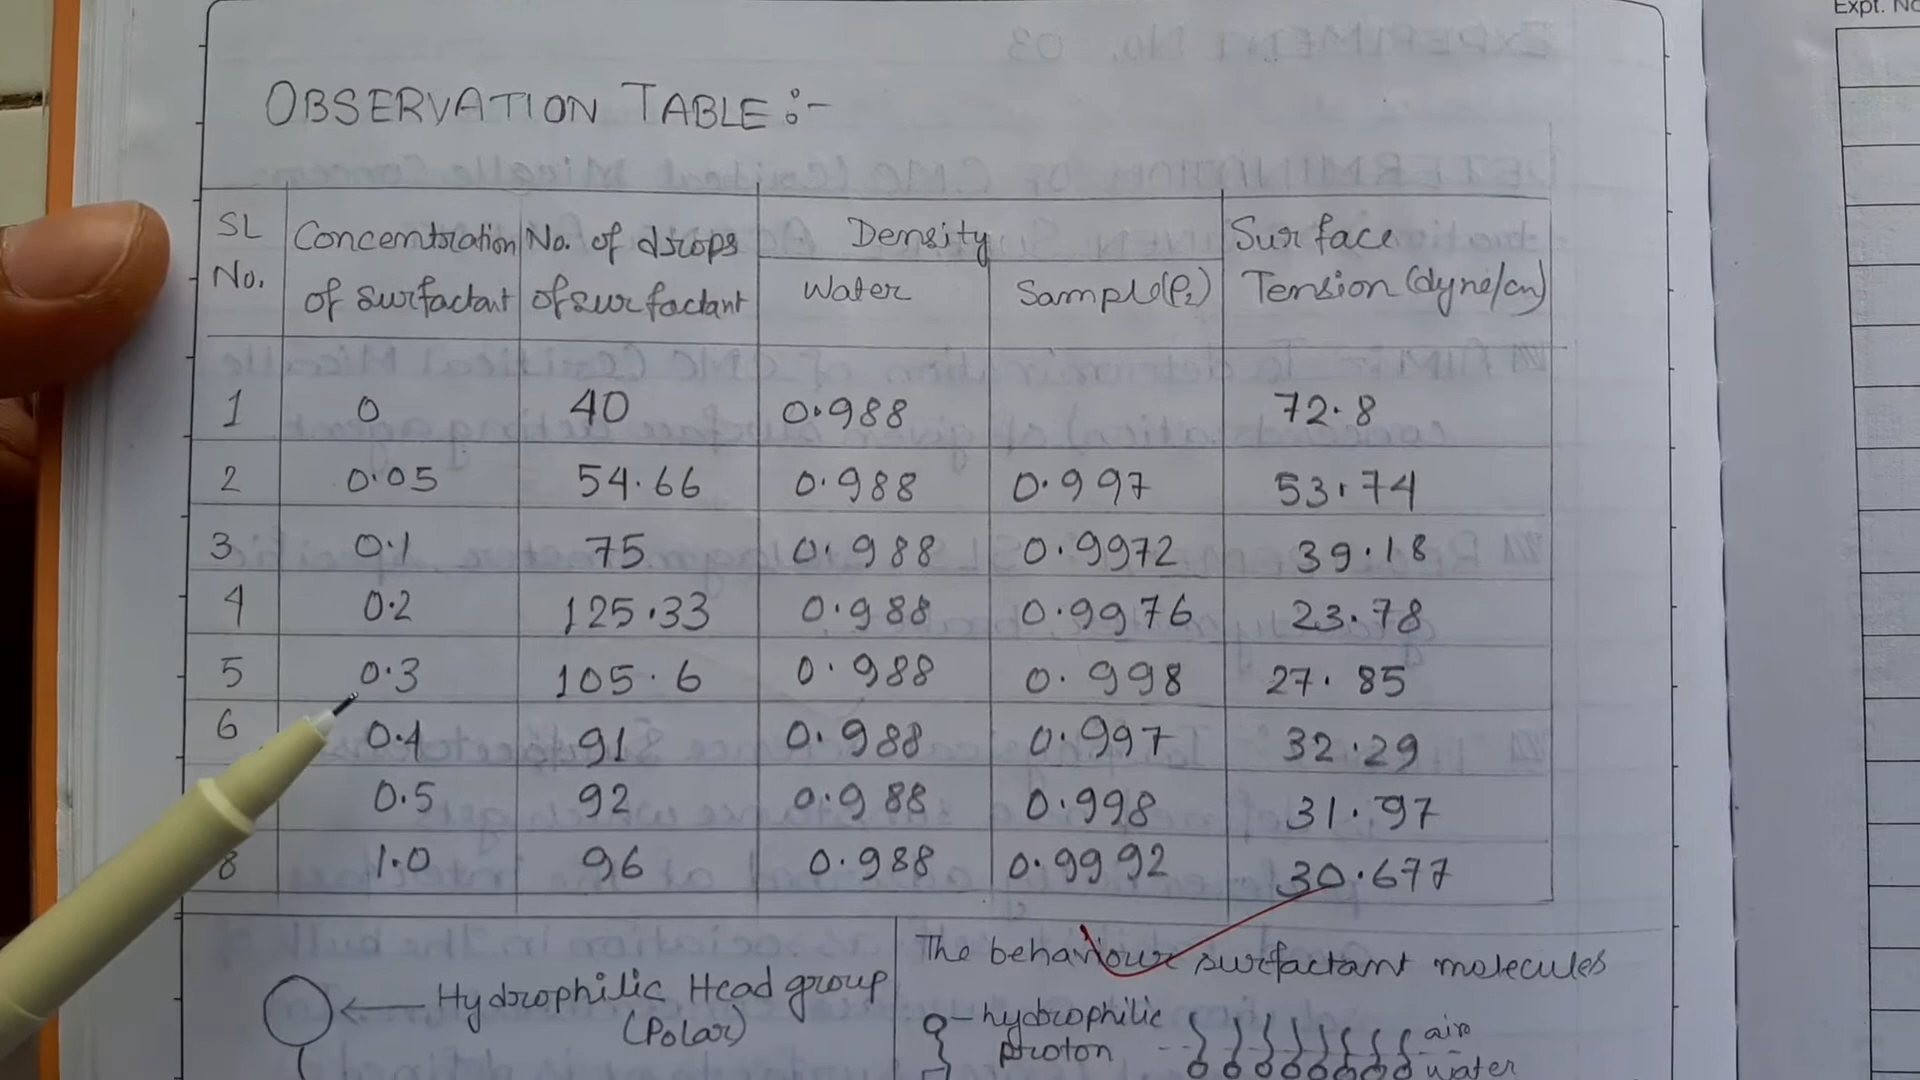 Expt. No
OBSERVATION TABLE :-
SL No. Concentration of surfactant No. of drops of surfactant Density Water Sample(ρ₂) Surface Tension (dyne/cm)
1 0 40 0.988 72.8
2 0.05 54.66 0.988 0.997 53.74
3 0.1 75 0.988 0.9972 39.18
4 0.2 125.33 0.988 0.9976 23.78
5 0.3 105.6 0.988 0.998 27.85
6 0.4 91 0.988 0.997 32.29
0.5 92 0.988 0.998 31.97
8 1.0 96 0.988 0.9992 30.677
Hydrophilic Head group
(Polar)
The behaviour surfactant molecules
hydrophilic
proton
air
water